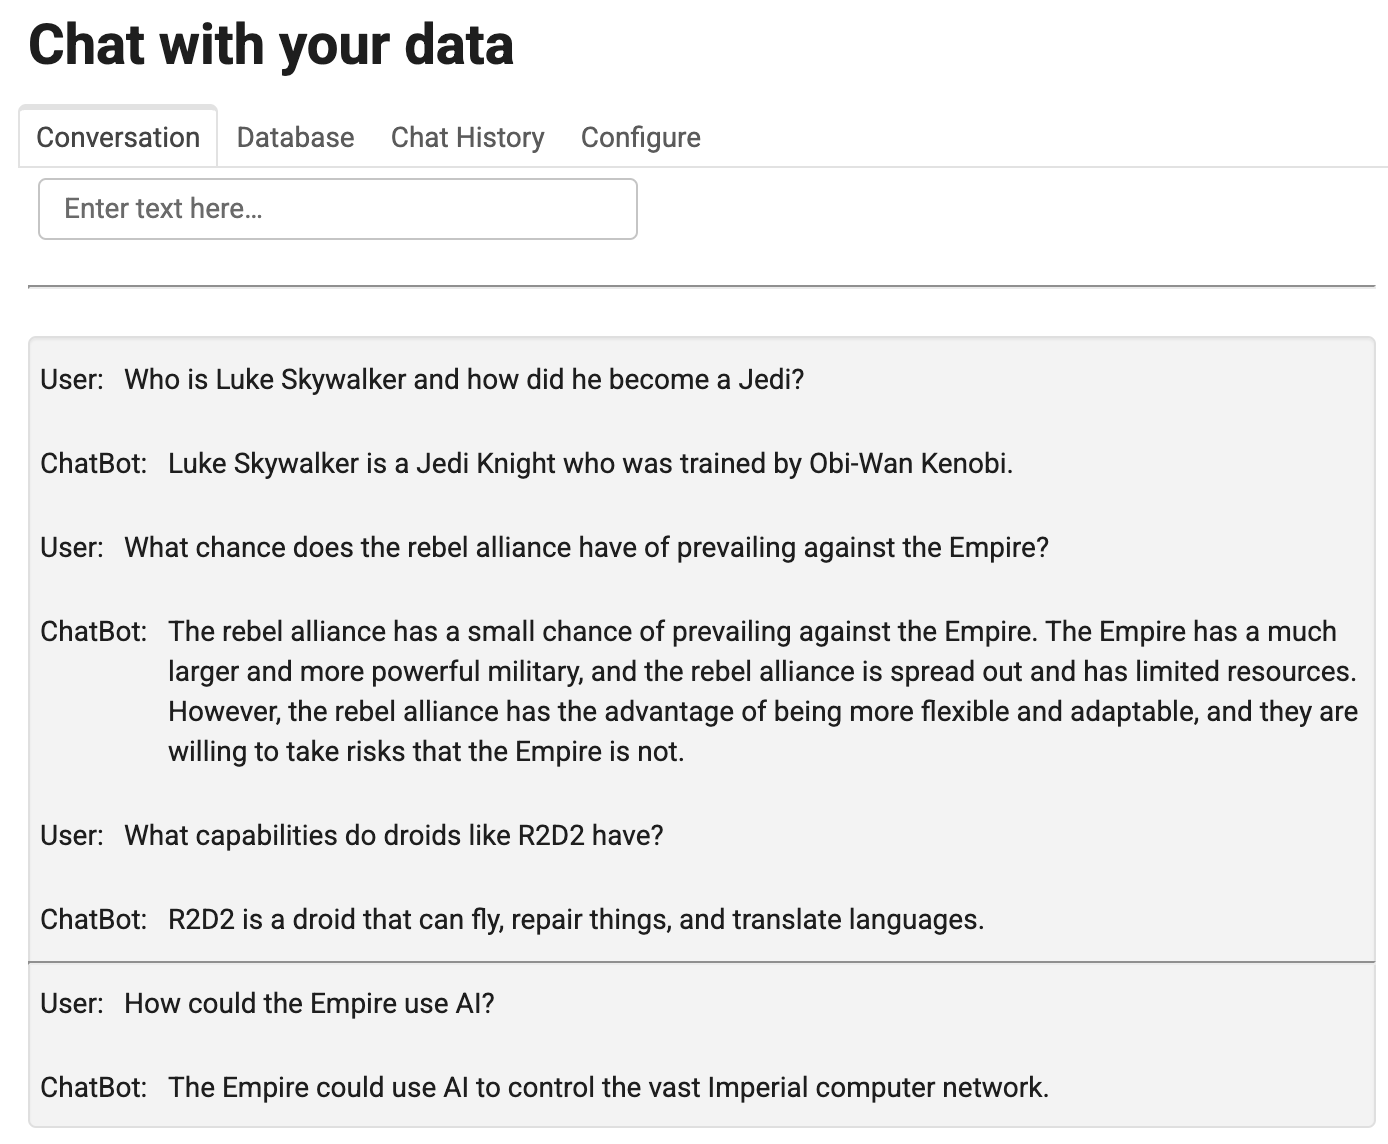 Chat with your data
Conversation Database Chat History Configure
Enter text here...
User: Who is Luke Skywalker and how did he become a Jedi?
ChatBot: Luke Skywalker is a Jedi Knight who was trained by Obi-Wan Kenobi.
User: What chance does the rebel alliance have of prevailing against the Empire?
ChatBot: The rebel alliance has a small chance of prevailing against the Empire. The Empire has a much
larger and more powerful military, and the rebel alliance is spread out and has limited resources.
However, the rebel alliance has the advantage of being more flexible and adaptable, and they are
willing to take risks that the Empire is not.
User: What capabilities do droids like R2D2 have?
ChatBot: R2D2 is a droid that can fly, repair things, and translate languages.
User: How could the Empire use AI?
ChatBot: The Empire could use AI to control the vast Imperial computer network.